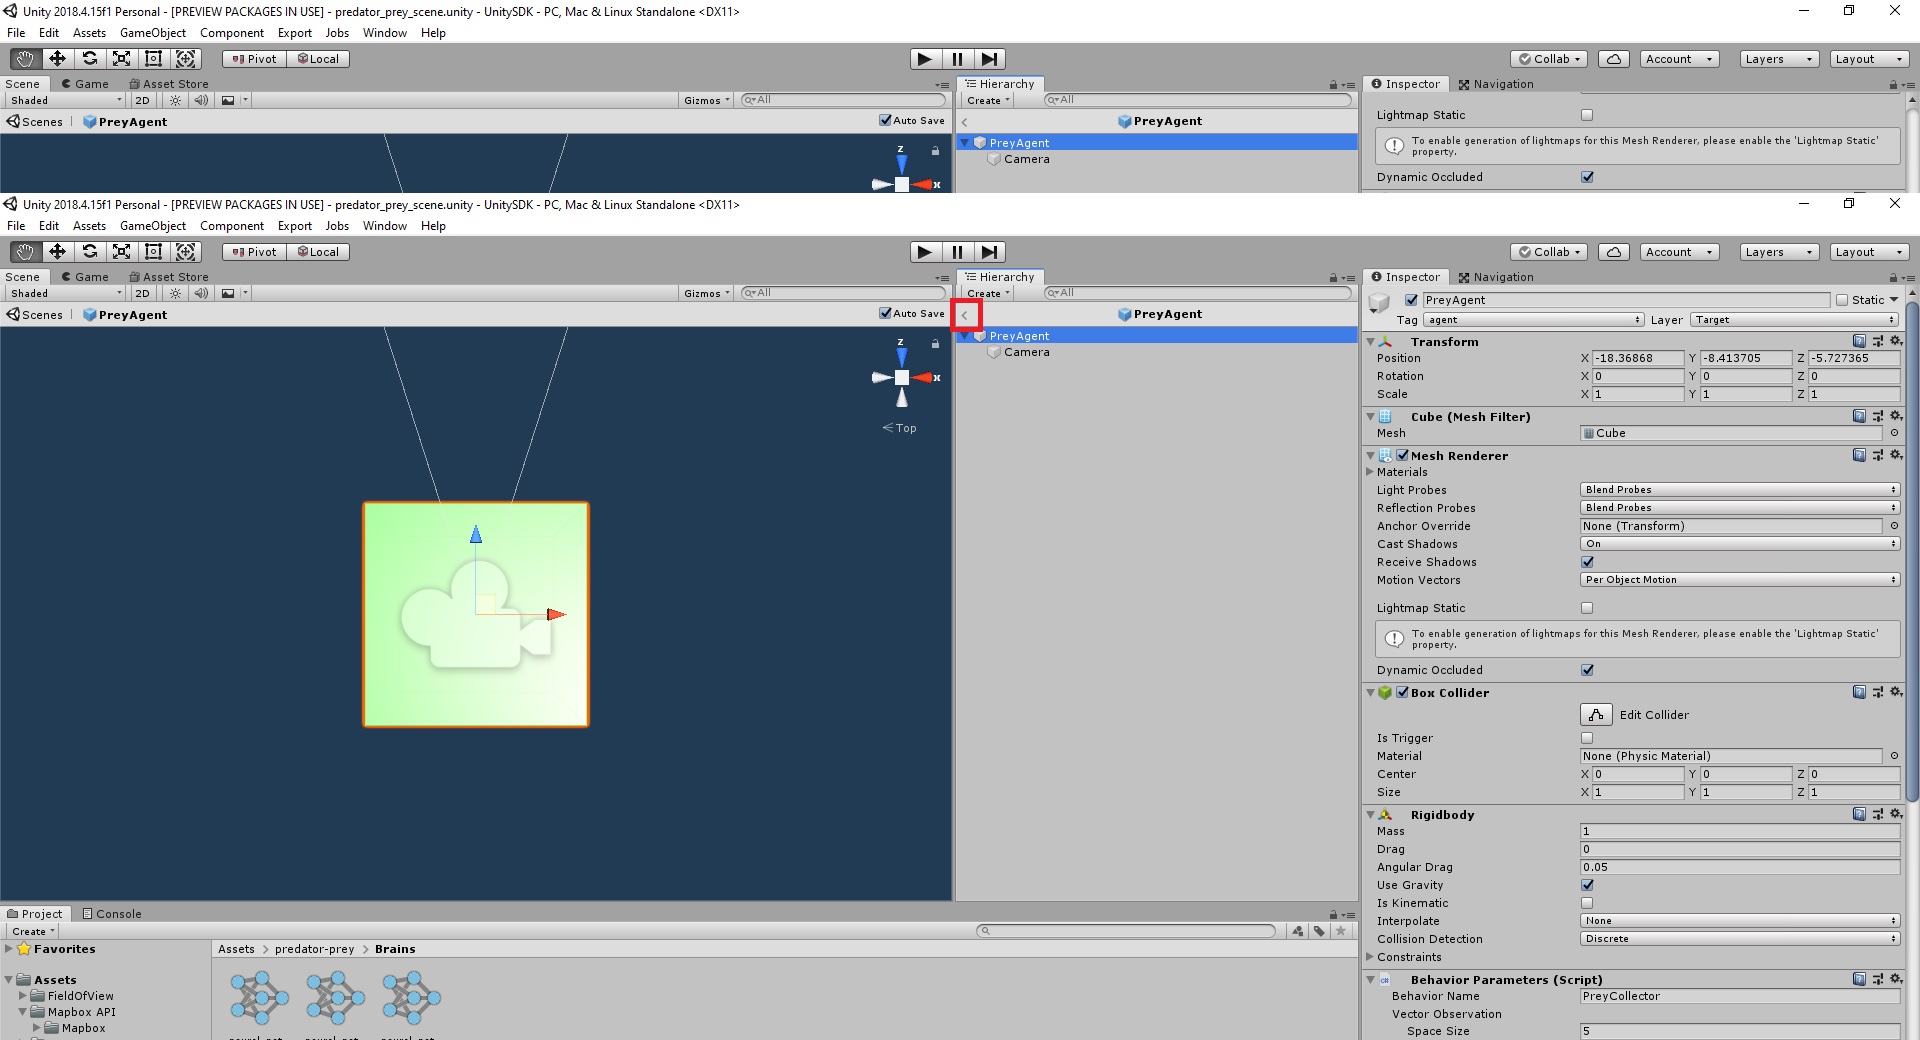 Unity 2018.4.15f1 Personal - [PREVIEW PACKAGES IN USE] - predator_prey_scene.unity - UnitySDK - PC, Mac & Linux Standalone <DX11>
File Edit Assets GameObject Component Export Jobs Window Help
Pivot Local Collab Account Layers Layout
Scene Game Asset Store Hierarchy Inspector Navigation
Shaded 2D Gizmos All Create All
Scenes PreyAgent Auto Save PreyAgent
Lightmap Static
To enable generation of lightmaps for this Mesh Renderer, please enable the 'Lightmap Static'
property.
z
x
PreyAgent
Camera
Dynamic Occluded
Unity 2018.4.15f1 Personal - [PREVIEW PACKAGES IN USE] - predator_prey_scene.unity - UnitySDK - PC, Mac & Linux Standalone <DX11>
File Edit Assets GameObject Component Export Jobs Window Help
Pivot Local Collab Account Layers Layout
Scene Game Asset Store Hierarchy Inspector Navigation
Shaded 2D Gizmos All Create All
Scenes PreyAgent Auto Save < PreyAgent
z
x
< Top
PreyAgent
Camera
PreyAgent Static
Tag agent Layer Target
Transform
Position X -18.36868 Y -8.413705 Z -5.727365
Rotation X 0 Y 0 Z 0
Scale X 1 Y 1 Z 1
Cube (Mesh Filter)
Mesh Cube
Mesh Renderer
Materials
Light Probes Blend Probes
Reflection Probes Blend Probes
Anchor Override None (Transform)
Cast Shadows On
Receive Shadows
Motion Vectors Per Object Motion
Lightmap Static
To enable generation of lightmaps for this Mesh Renderer, please enable the 'Lightmap Static'
property.
Dynamic Occluded
Box Collider
Edit Collider
Is Trigger
Material None (Physic Material)
Center X 0 Y 0 Z 0
Size X 1 Y 1 Z 1
Rigidbody
Mass 1
Drag 0
Angular Drag 0.05
Use Gravity
Is Kinematic
Interpolate None
Collision Detection Discrete
Constraints
Behavior Parameters (Script)
Behavior Name PreyCollector
Vector Observation
Space Size 5
Project Console
Create
Favorites
Assets > predator-prey > Brains
Assets
FieldOfView
Mapbox API
Mapbox